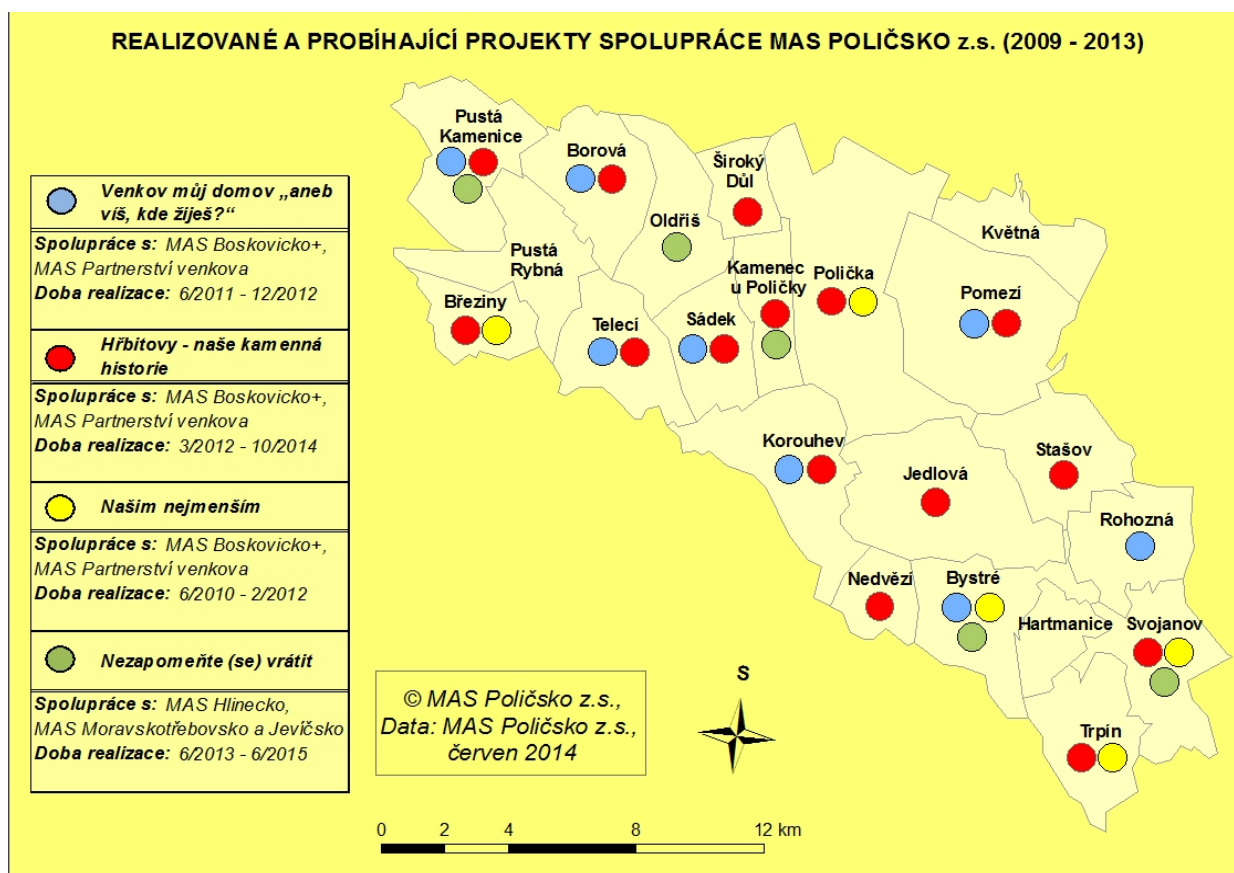 REALIZOVANÉ A PROBÍHAJÍCÍ PROJEKTY SPOLUPRÁCE MAS POLIČSKO z.s. (2009 - 2013)
Venkov můj domov „aneb
víš, kde žiješ?“
Spolupráce s: MAS Boskovicko+,
MAS Partnerství venkova
Doba realizace: 6/2011 - 12/2012
Hřbitovy - naše kamenná
historie
Spolupráce s: MAS Boskovicko+,
MAS Partnerství venkova
Doba realizace: 3/2012 - 10/2014
Našim nejmenším
Spolupráce s: MAS Boskovicko+,
MAS Partnerství venkova
Doba realizace: 6/2010 - 2/2012
Nezapomeňte (se) vrátit
Spolupráce s: MAS Hlinecko,
MAS Moravskotřebovsko a Jevíčsko
Doba realizace: 6/2013 - 6/2015
Pustá
Kamenice
Borová
Široký
Důl
Oldřiš
Květná
Pustá
Rybná
Kamenec
u Poličky
Polička
Pomezí
Březiny
Telecí
Sádek
Korouhev
Jedlová
Stašov
Rohozná
Nedvězí
Bystré
Hartmanice
Svojanov
Trpín
© MAS Poličsko z.s.,
Data: MAS Poličsko z.s.,
červen 2014
S
0 2 4 8 12 km